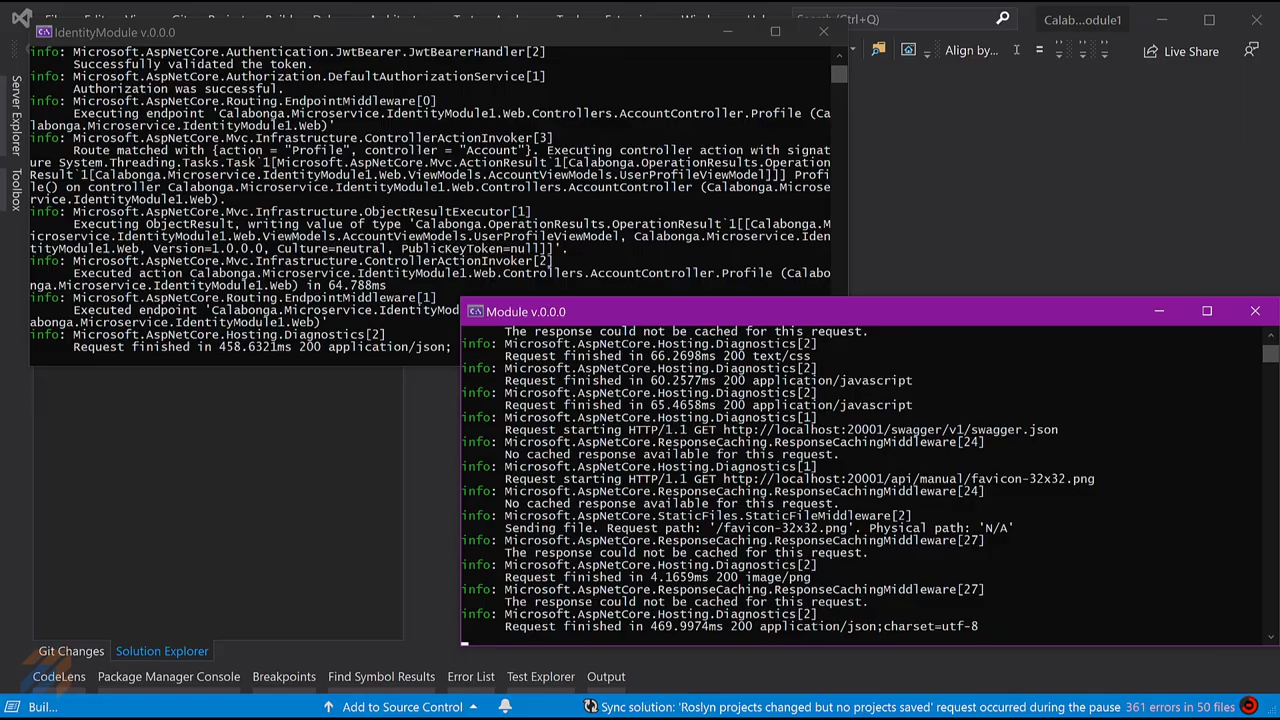 Search (Ctrl+Q)
Calab...odule1
IdentityModule v.0.0.0
Align by...
Live Share
Server Explorer
Toolbox
info: Microsoft.AspNetCore.Authentication.JwtBearer.JwtBearerHandler[2]
Successfully validated the token.
info: Microsoft.AspNetCore.Authorization.DefaultAuthorizationService[1]
Authorization was successful.
info: Microsoft.AspNetCore.Routing.EndpointMiddleware[0]
Executing endpoint 'Calabonga.Microservice.IdentityModule1.Web.Controllers.AccountController.Profile (Ca
labonga.Microservice.IdentityModule1.Web)'
info: Microsoft.AspNetCore.Mvc.Infrastructure.ControllerActionInvoker[3]
Route matched with {action = "Profile", controller = "Account"}. Executing controller action with signat
ure System.Threading.Tasks.Task`1[Microsoft.AspNetCore.Mvc.ActionResult`1[Calabonga.OperationResults.Operation
Result`1[Calabonga.Microservice.IdentityModule1.Web.ViewModels.AccountViewModels.UserProfileViewModel]]] Profi
le() on controller Calabonga.Microservice.IdentityModule1.Web.Controllers.AccountController (Calabonga.Microse
rvice.IdentityModule1.Web).
info: Microsoft.AspNetCore.Mvc.Infrastructure.ObjectResultExecutor[1]
Executing ObjectResult, writing value of type 'Calabonga.OperationResults.OperationResult`1[[Calabonga.M
icroservice.IdentityModule1.Web.ViewModels.AccountViewModels.UserProfileViewModel, Calabonga.Microservice.Iden
tityModule1.Web, Version=1.0.0.0, Culture=neutral, PublicKeyToken=null]]'.
info: Microsoft.AspNetCore.Mvc.Infrastructure.ControllerActionInvoker[2]
Executed action Calabonga.Microservice.IdentityModule1.Web.Controllers.AccountController.Profile (Calabo
nga.Microservice.IdentityModule1.Web) in 64.788ms
info: Microsoft.AspNetCore.Routing.EndpointMiddleware[1]
Executed endpoint 'Calabonga.Microservice.IdentityMod
abonga.Microservice.IdentityModule1.Web)'
info: Microsoft.AspNetCore.Hosting.Diagnostics[2]
Request finished in 458.6321ms 200 application/json;
Module v.0.0.0
The response could not be cached for this request.
info: Microsoft.AspNetCore.Hosting.Diagnostics[2]
Request finished in 66.2698ms 200 text/css
info: Microsoft.AspNetCore.Hosting.Diagnostics[2]
Request finished in 60.2577ms 200 application/javascript
info: Microsoft.AspNetCore.Hosting.Diagnostics[2]
Request finished in 65.4658ms 200 application/javascript
info: Microsoft.AspNetCore.Hosting.Diagnostics[1]
Request starting HTTP/1.1 GET http://localhost:20001/swagger/v1/swagger.json
info: Microsoft.AspNetCore.ResponseCaching.ResponseCachingMiddleware[24]
No cached response available for this request.
info: Microsoft.AspNetCore.Hosting.Diagnostics[1]
Request starting HTTP/1.1 GET http://localhost:20001/api/manual/favicon-32x32.png
info: Microsoft.AspNetCore.ResponseCaching.ResponseCachingMiddleware[24]
No cached response available for this request.
info: Microsoft.AspNetCore.StaticFiles.StaticFileMiddleware[2]
Sending file. Request path: '/favicon-32x32.png'. Physical path: 'N/A'
info: Microsoft.AspNetCore.ResponseCaching.ResponseCachingMiddleware[27]
The response could not be cached for this request.
info: Microsoft.AspNetCore.Hosting.Diagnostics[2]
Request finished in 4.1659ms 200 image/png
info: Microsoft.AspNetCore.ResponseCaching.ResponseCachingMiddleware[27]
The response could not be cached for this request.
info: Microsoft.AspNetCore.Hosting.Diagnostics[2]
Request finished in 469.9974ms 200 application/json;charset=utf-8
Git Changes Solution Explorer
CodeLens Package Manager Console Breakpoints Find Symbol Results Error List Test Explorer Output
Buil... Add to Source Control Sync solution: 'Roslyn projects changed but no projects saved' request occurred during the pause 361 errors in 50 files